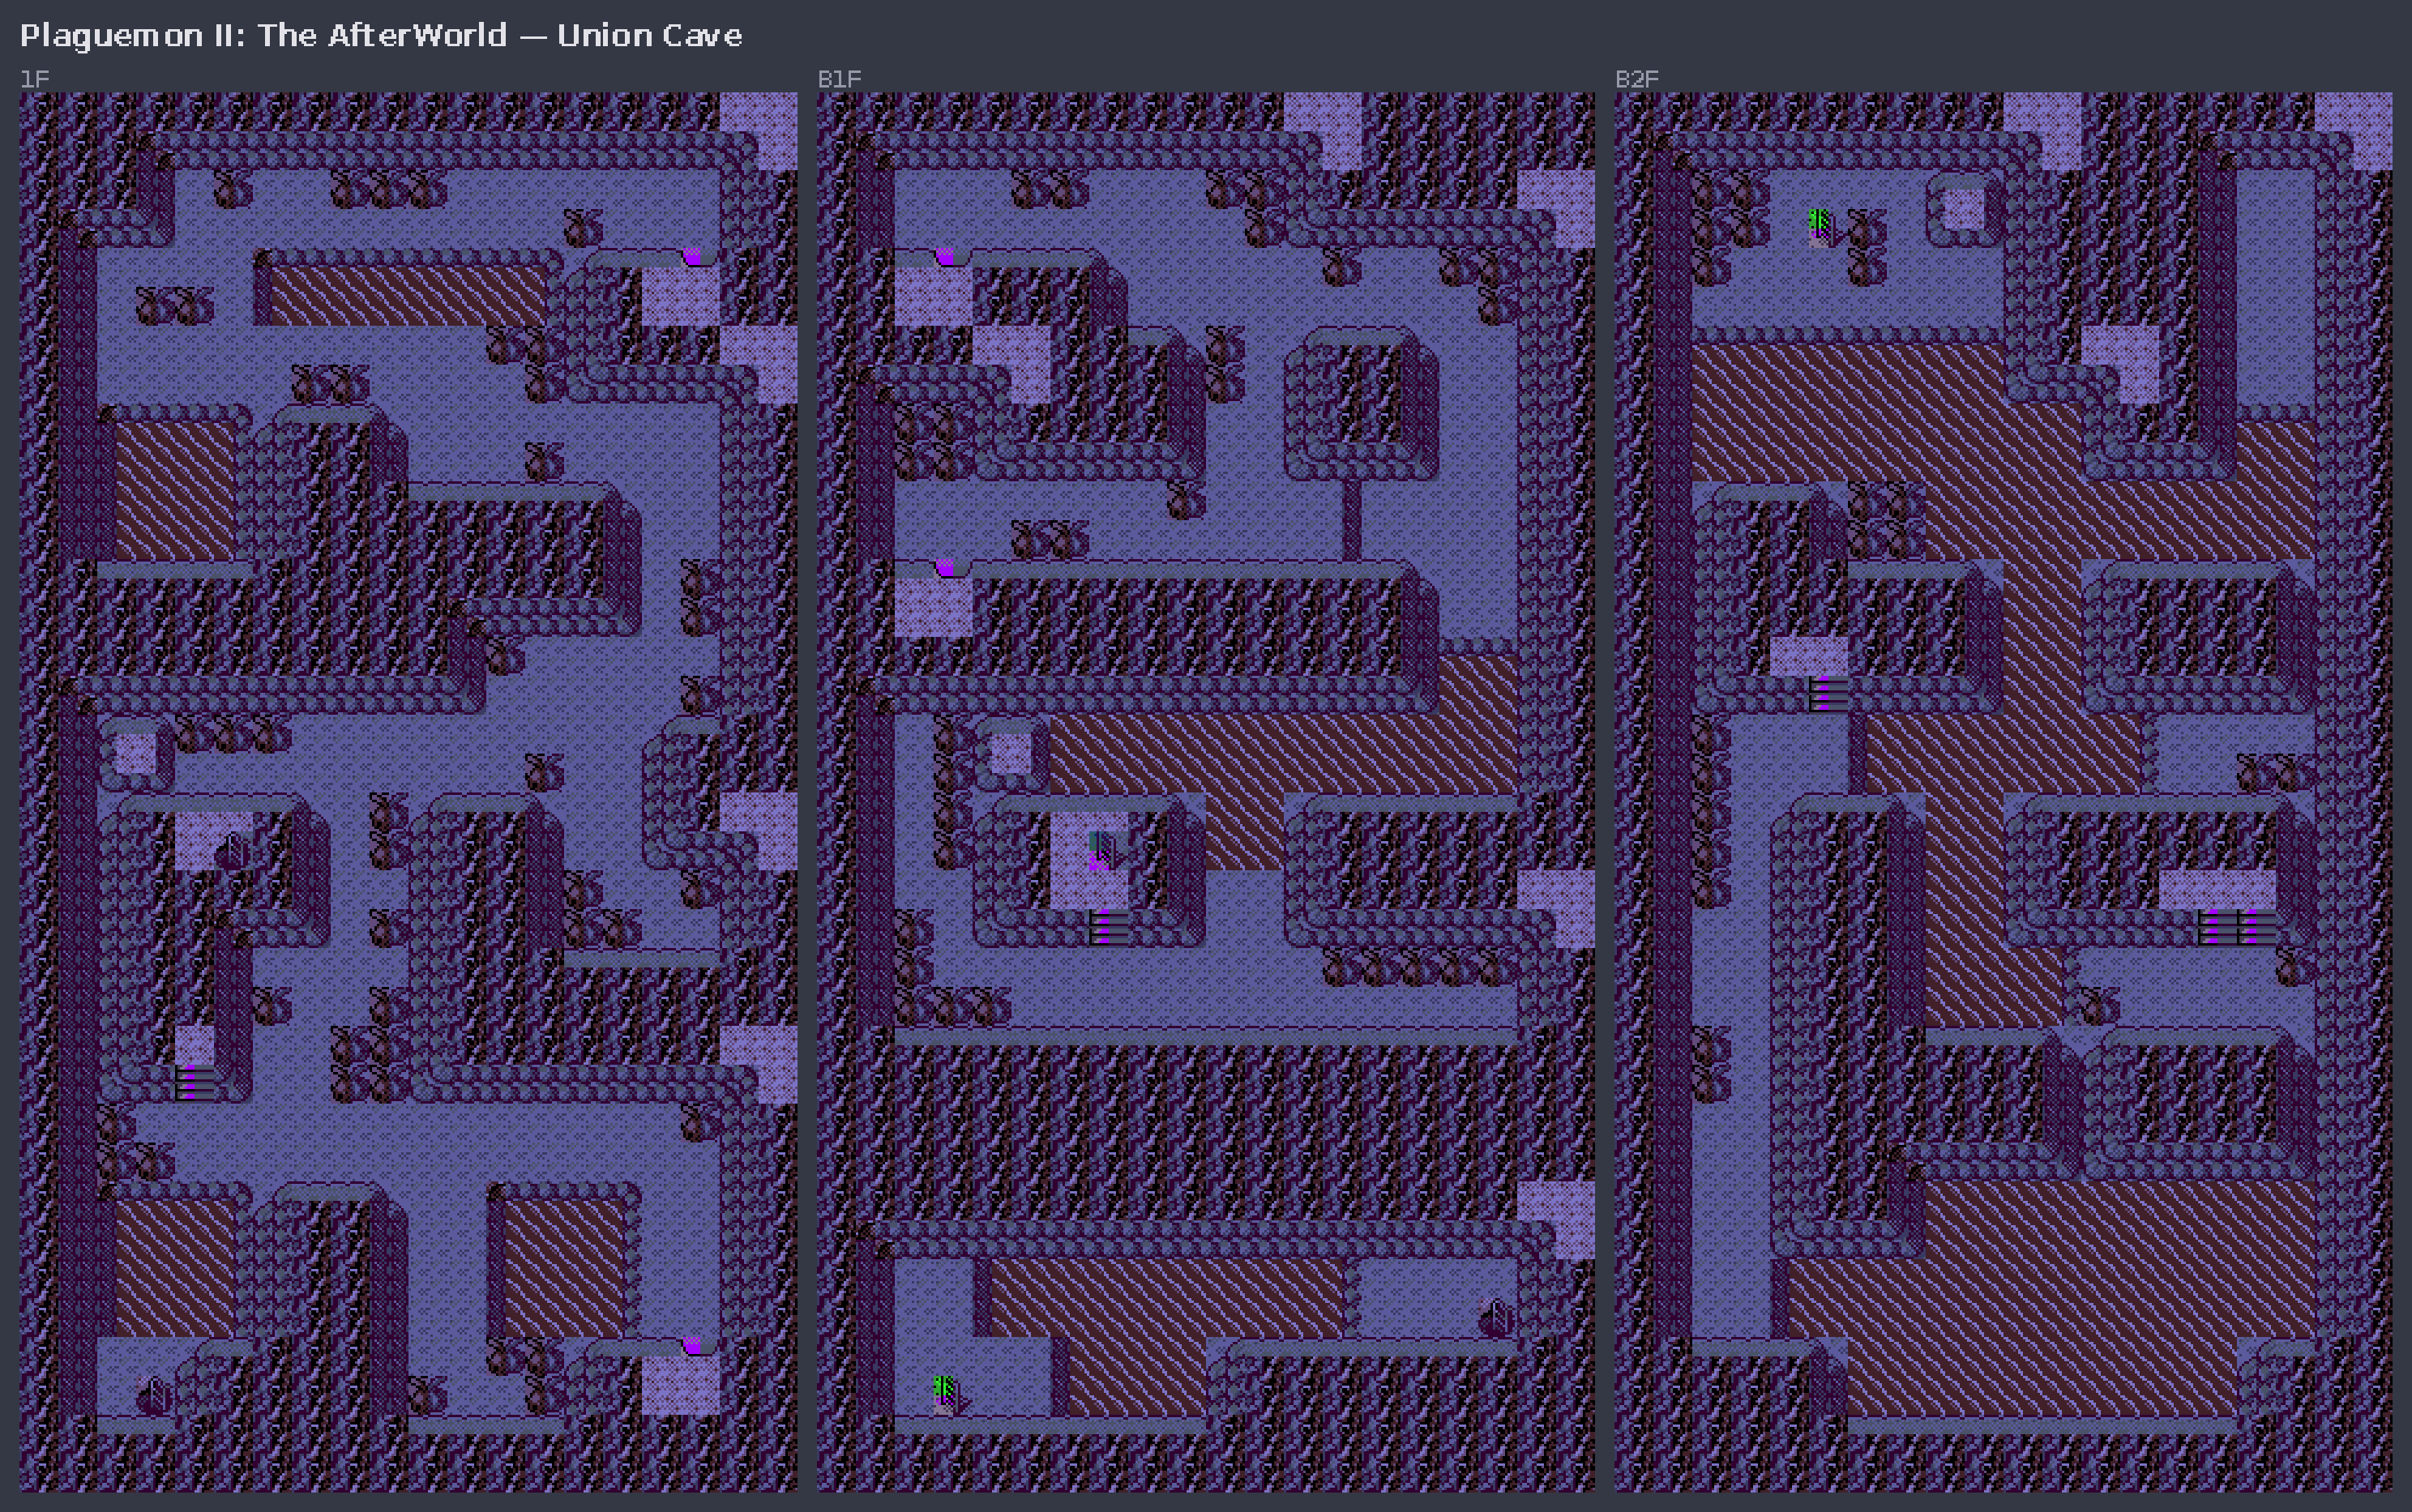 Plaguemon II: The AfterWorld — Union Cave
1F
B1F
B2F